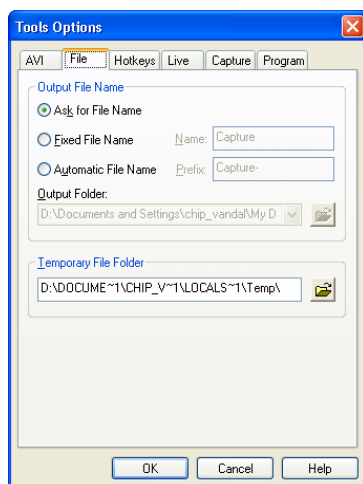 Tools Options
AVI File Hotkeys Live Capture Program
Output File Name
Ask for File Name
Fixed File Name Name: Capture
Automatic File Name Prefix: Capture-
Output Folder:
D:\Documents and Settings\chip_vandal\My D
Temporary File Folder
D:\DOCUME~1\CHIP_V~1\LOCALS~1\Temp\
OK Cancel Help